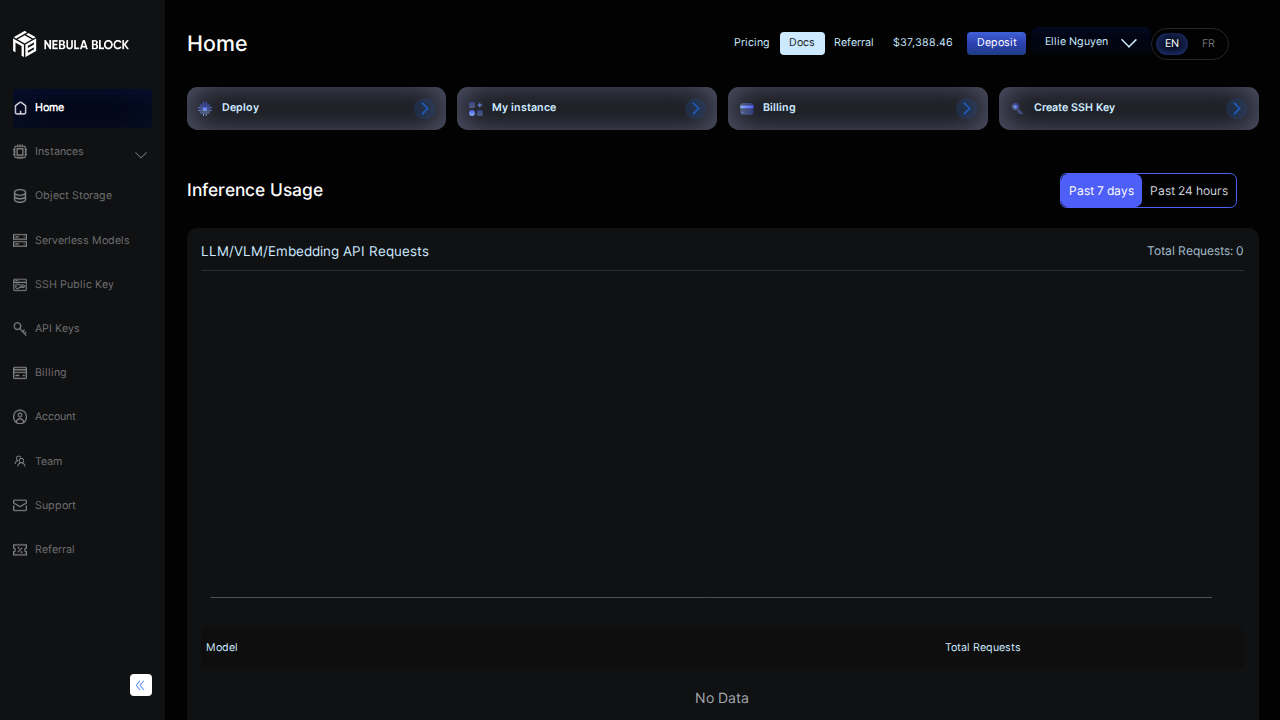 NEBULA BLOCK
Home
Instances
Object Storage
Serverless Models
SSH Public Key
API Keys
Billing
Account
Team
Support
Referral
Home
Pricing
Docs
Referral
$37,388.46
Deposit
Ellie Nguyen
EN
FR
Deploy
My instance
Billing
Create SSH Key
Inference Usage
Past 7 days
Past 24 hours
LLM/VLM/Embedding API Requests
Total Requests: 0
Model
Total Requests
No Data